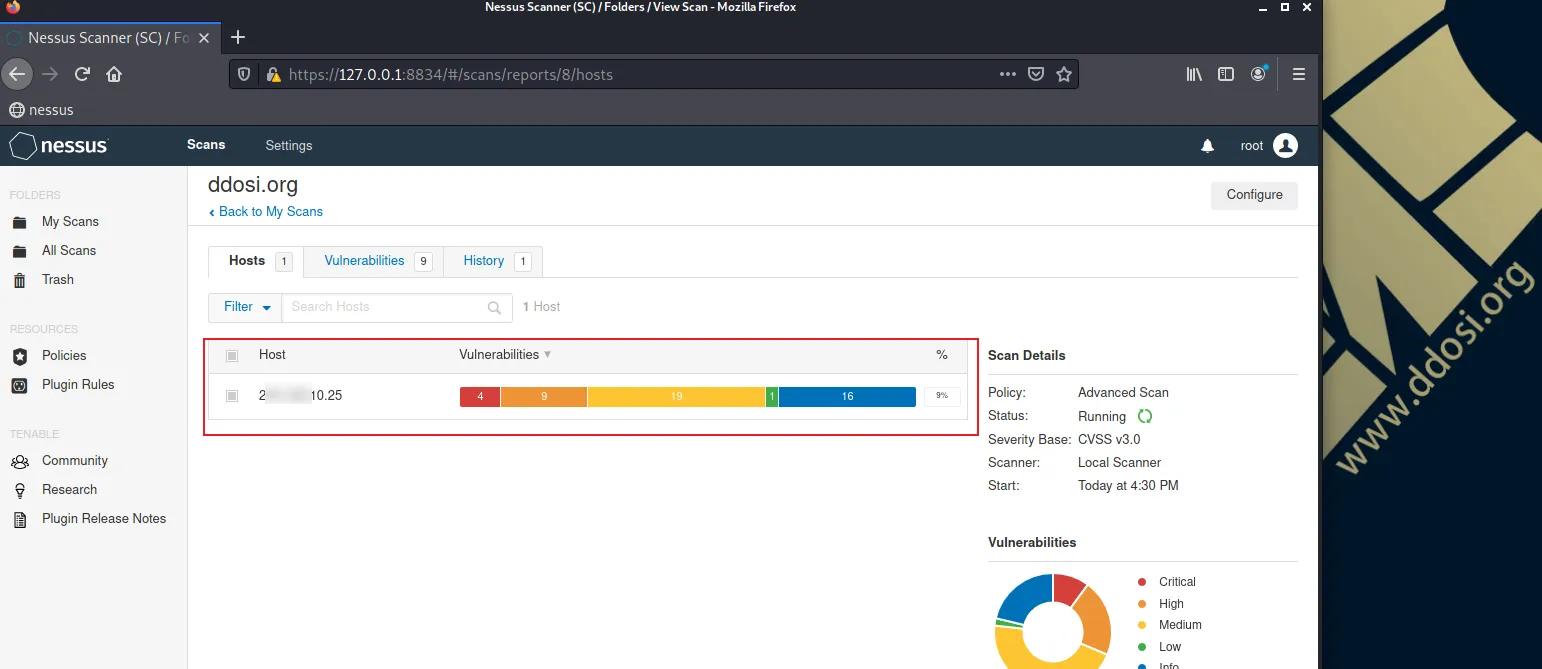 Nessus Scanner (SC) / Folders / View Scan - Mozilla Firefox
Nessus Scanner (SC) / Fo
https://127.0.0.1:8834/#/scans/reports/8/hosts
nessus
nessus
Scans
Settings
root
FOLDERS
My Scans
All Scans
Trash
RESOURCES
Policies
Plugin Rules
TENABLE
Community
Research
Plugin Release Notes
ddosi.org
Back to My Scans
Configure
Hosts 1
Vulnerabilities 9
History 1
Filter
Search Hosts
1 Host
Host Vulnerabilities %
2 10.25 4 9 19 1 16 9%
Scan Details
Policy: Advanced Scan
Status: Running
Severity Base: CVSS v3.0
Scanner: Local Scanner
Start: Today at 4:30 PM
Vulnerabilities
Critical
High
Medium
Low
Info
www.ddosi.org